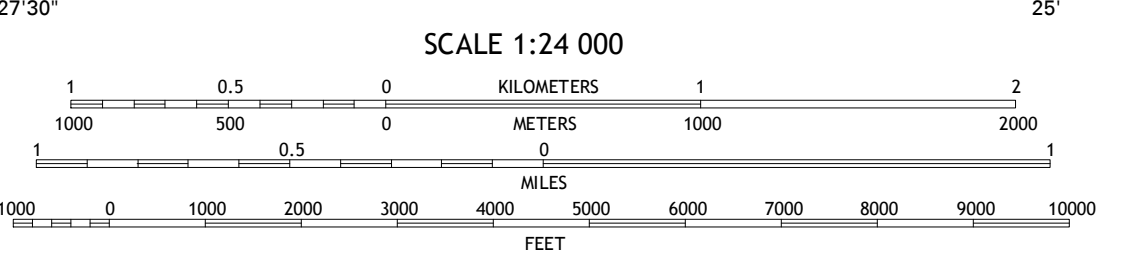 27'30" 25'
SCALE 1:24 000
1 0.5 0 KILOMETERS 1 2
1000 500 0 METERS 1000 2000
1 0.5 0 1
MILES
1000 0 1000 2000 3000 4000 5000 6000 7000 8000 9000 10000
FEET